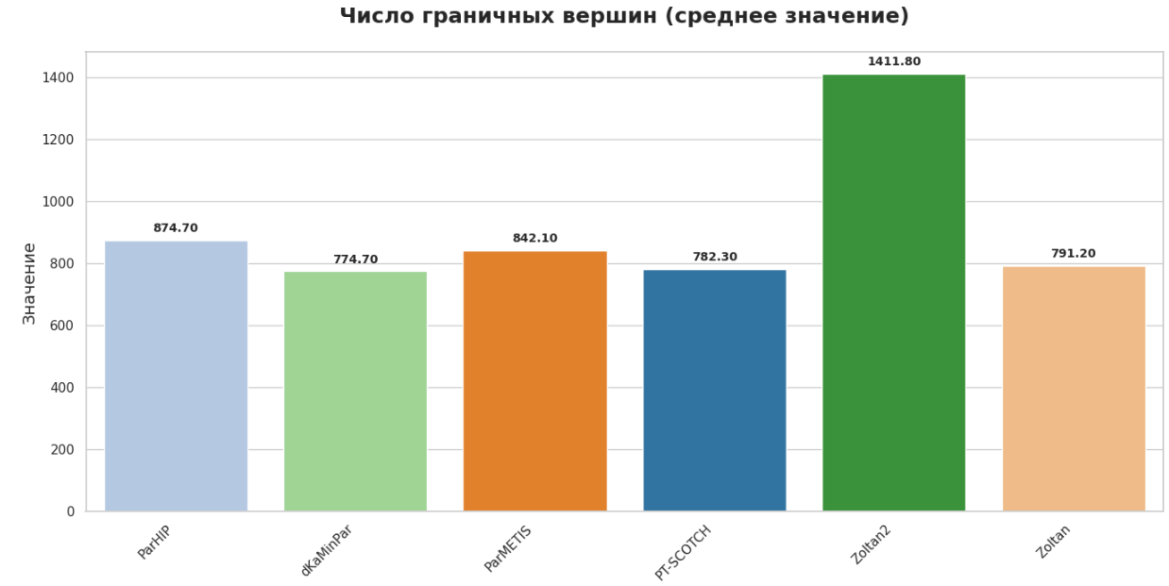 Число граничных вершин (среднее значение)
Значение
1400
1200
1000
800
600
400
200
0
874.70
774.70
842.10
782.30
1411.80
791.20
ParHIP
dKaMinPar
ParMETIS
PT-SCOTCH
Zoltan2
Zoltan